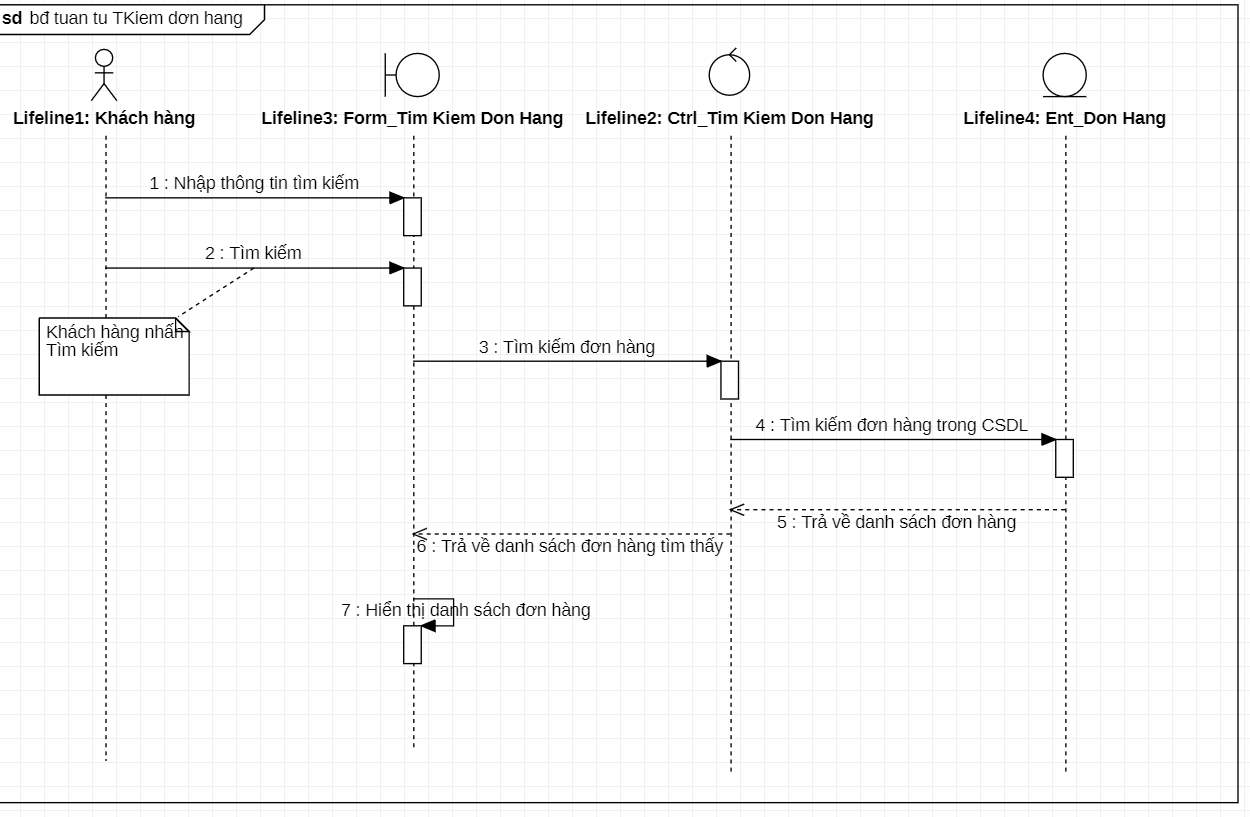 sd bđ tuan tu TKiem dơn hang
Lifeline1: Khách hàng
Lifeline3: Form_Tim Kiem Don Hang
Lifeline2: Ctrl_Tim Kiem Don Hang
Lifeline4: Ent_Don Hang
1 : Nhập thông tin tìm kiếm
2 : Tìm kiếm
Khách hàng nhấn
Tìm kiếm
3 : Tìm kiếm đơn hàng
4 : Tìm kiếm đơn hàng trong CSDL
5 : Trả về danh sách đơn hàng
6 : Trả về danh sách đơn hàng tìm thấy
7 : Hiển thị danh sách đơn hàng